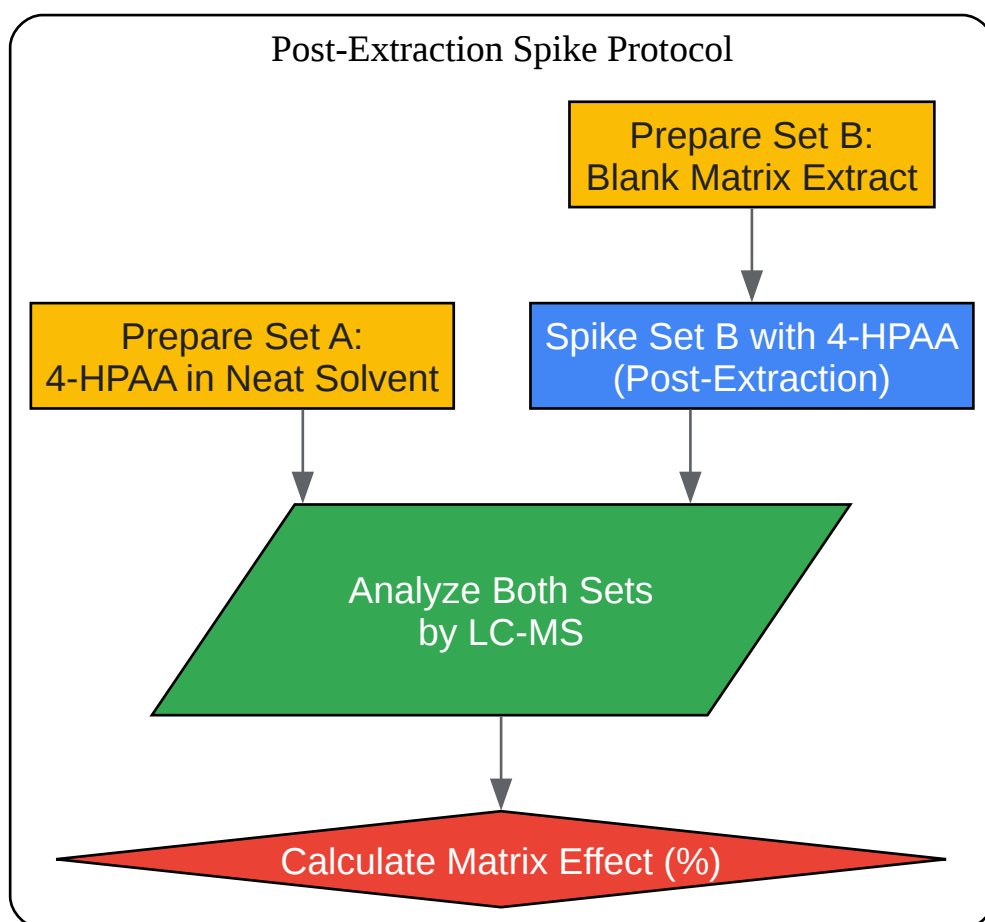 Post-Extraction Spike Protocol
Prepare Set B:
Blank Matrix Extract
Prepare Set A:
4-HPAA in Neat Solvent
Spike Set B with 4-HPAA
(Post-Extraction)
Analyze Both Sets
by LC-MS
Calculate Matrix Effect (%)